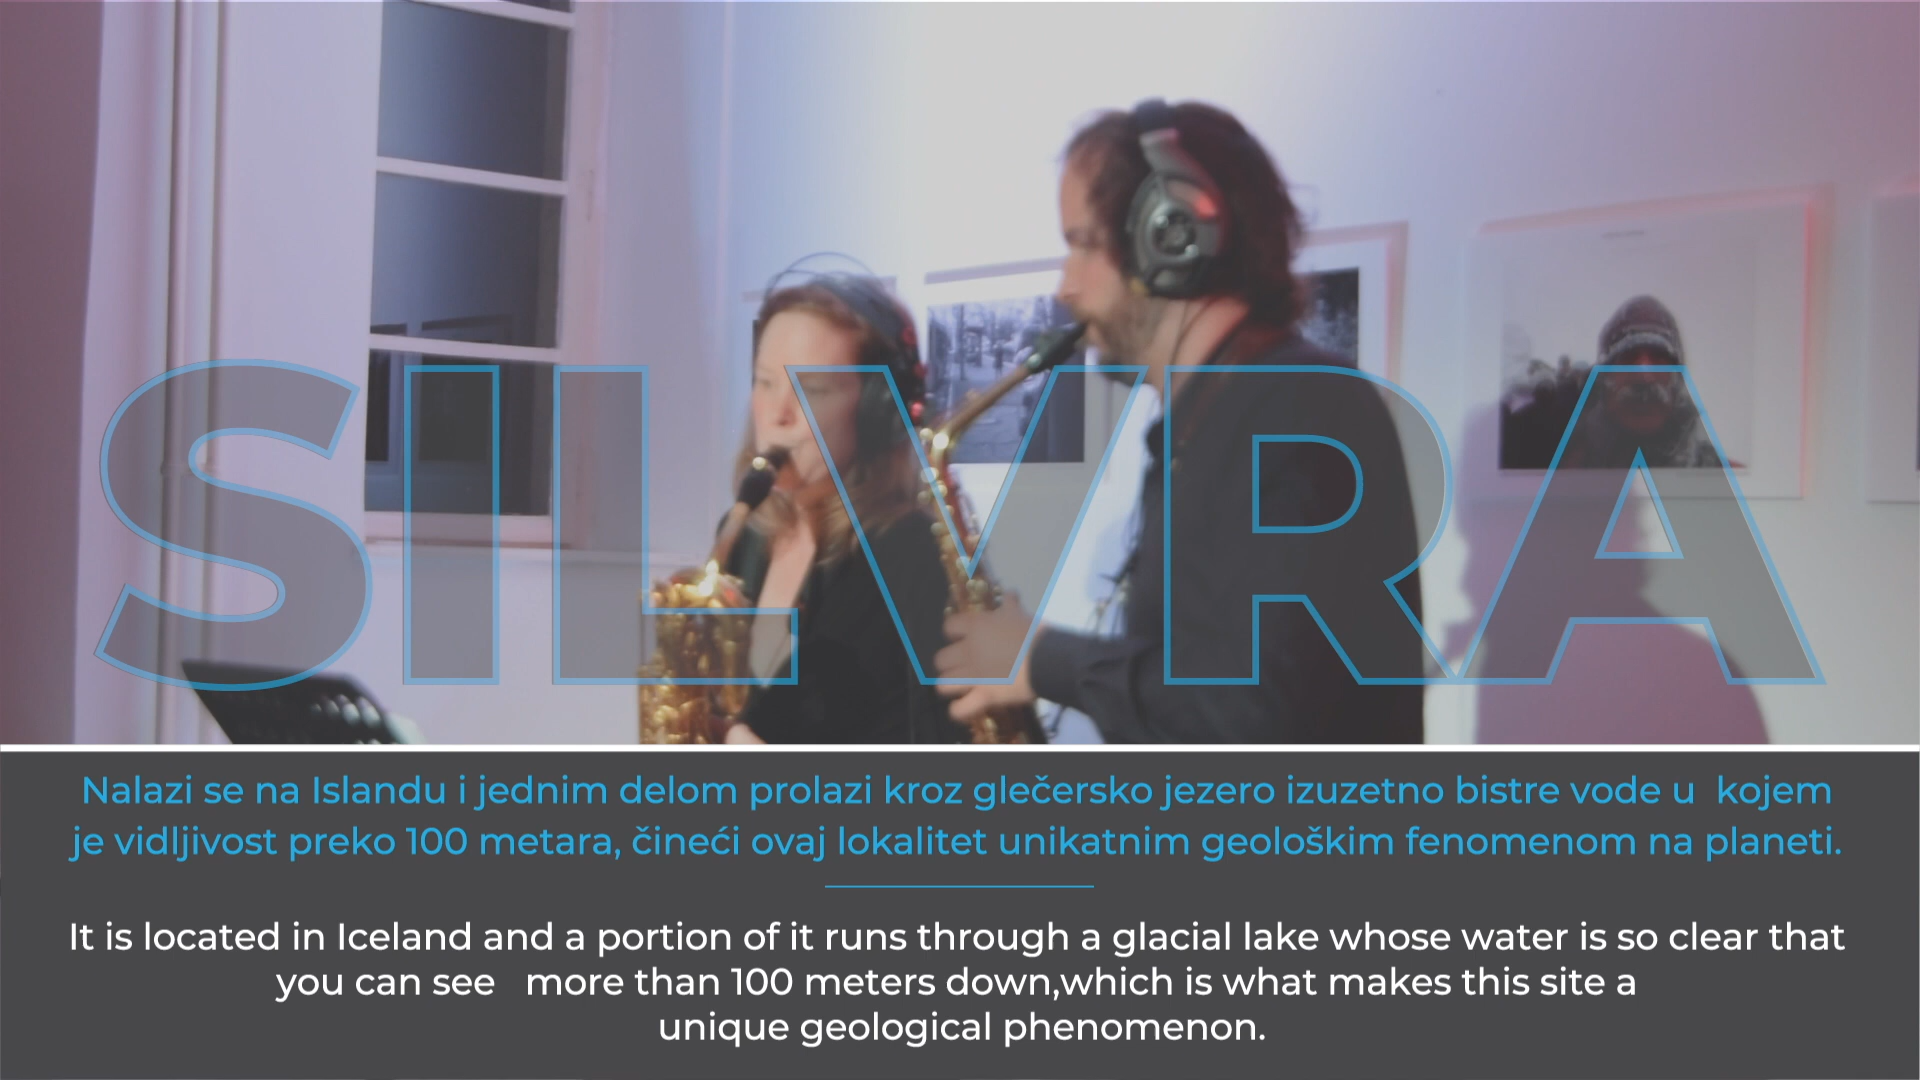 SILVRA
Nalazi se na Islandu i jednim delom prolazi kroz glečersko jezero izuzetno bistre vode u  kojem
je vidljivost preko 100 metara, čineći ovaj lokalitet unikatnim geološkim fenomenom na planeti.
It is located in Iceland and a portion of it runs through a glacial lake whose water is so clear that
you can see   more than 100 meters down,which is what makes this site a
unique geological phenomenon.